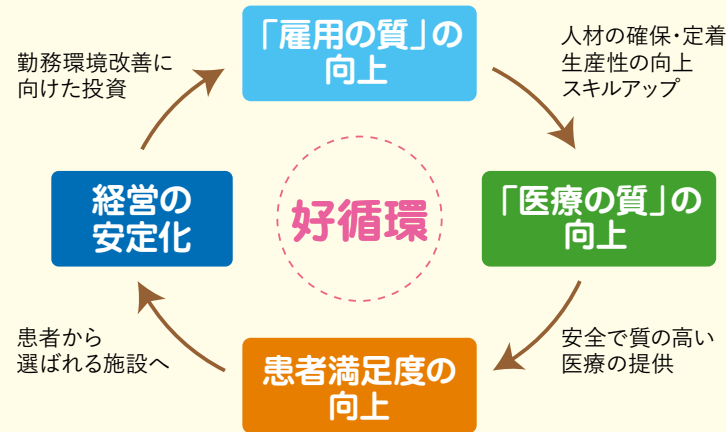 「雇用の質」の
向上
人材の確保・定着
生産性の向上
スキルアップ
勤務環境改善に
向けた投資
経営の
安定化
好循環
「医療の質」の
向上
患者から
選ばれる施設へ
患者満足度の
向上
安全で質の高い
医療の提供